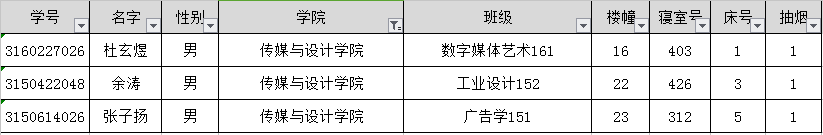 学号 名字 性别 学院 班级 楼幢 寝室号 床号 抽烟
3160227026 杜玄煜 男 传媒与设计学院 数字媒体艺术161 16 403 1 1
3150422048 余涛 男 传媒与设计学院 工业设计152 22 426 3 1
3150614026 张子扬 男 传媒与设计学院 广告学151 23 312 5 1